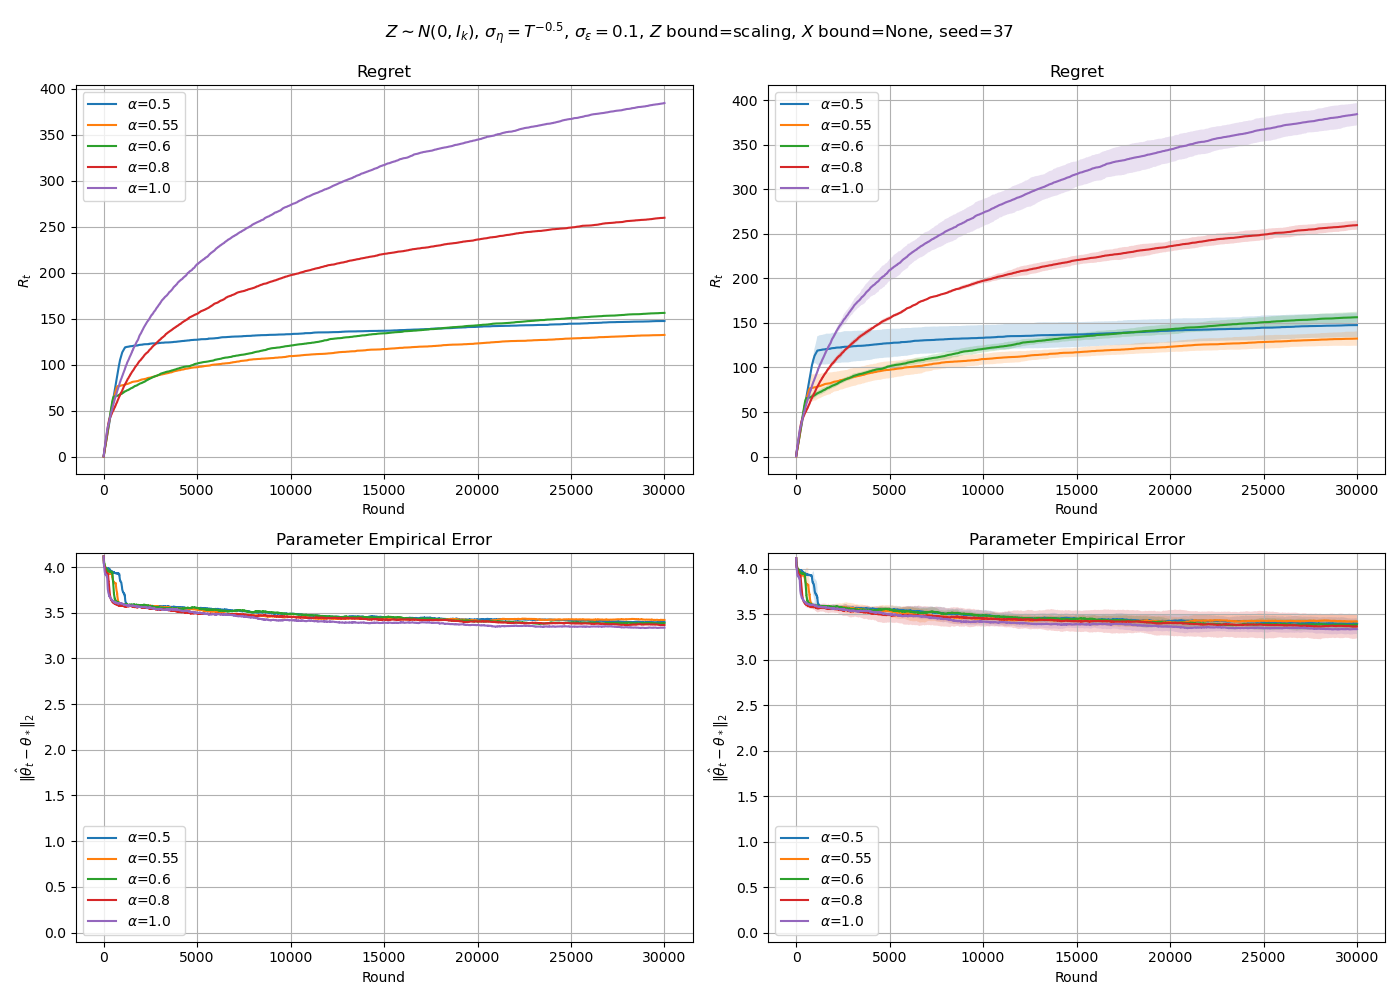 Z ∼ N(0, I_k), σ_η = T^{−0.5}, σ_ε = 0.1, Z bound=scaling, X bound=None, seed=37
Regret
400
350
300
250
200
150
100
50
0
R_t
α=0.5
α=0.55
α=0.6
α=0.8
α=1.0
0 5000 10000 15000 20000 25000 30000
Round
Regret
400
350
300
250
200
150
100
50
0
R_t
α=0.5
α=0.55
α=0.6
α=0.8
α=1.0
0 5000 10000 15000 20000 25000 30000
Round
Parameter Empirical Error
4.0
3.5
3.0
2.5
2.0
1.5
1.0
0.5
0.0
‖θ̂_t − θ_*‖_2
α=0.5
α=0.55
α=0.6
α=0.8
α=1.0
0 5000 10000 15000 20000 25000 30000
Round
Parameter Empirical Error
4.0
3.5
3.0
2.5
2.0
1.5
1.0
0.5
0.0
‖θ̂_t − θ_*‖_2
α=0.5
α=0.55
α=0.6
α=0.8
α=1.0
0 5000 10000 15000 20000 25000 30000
Round